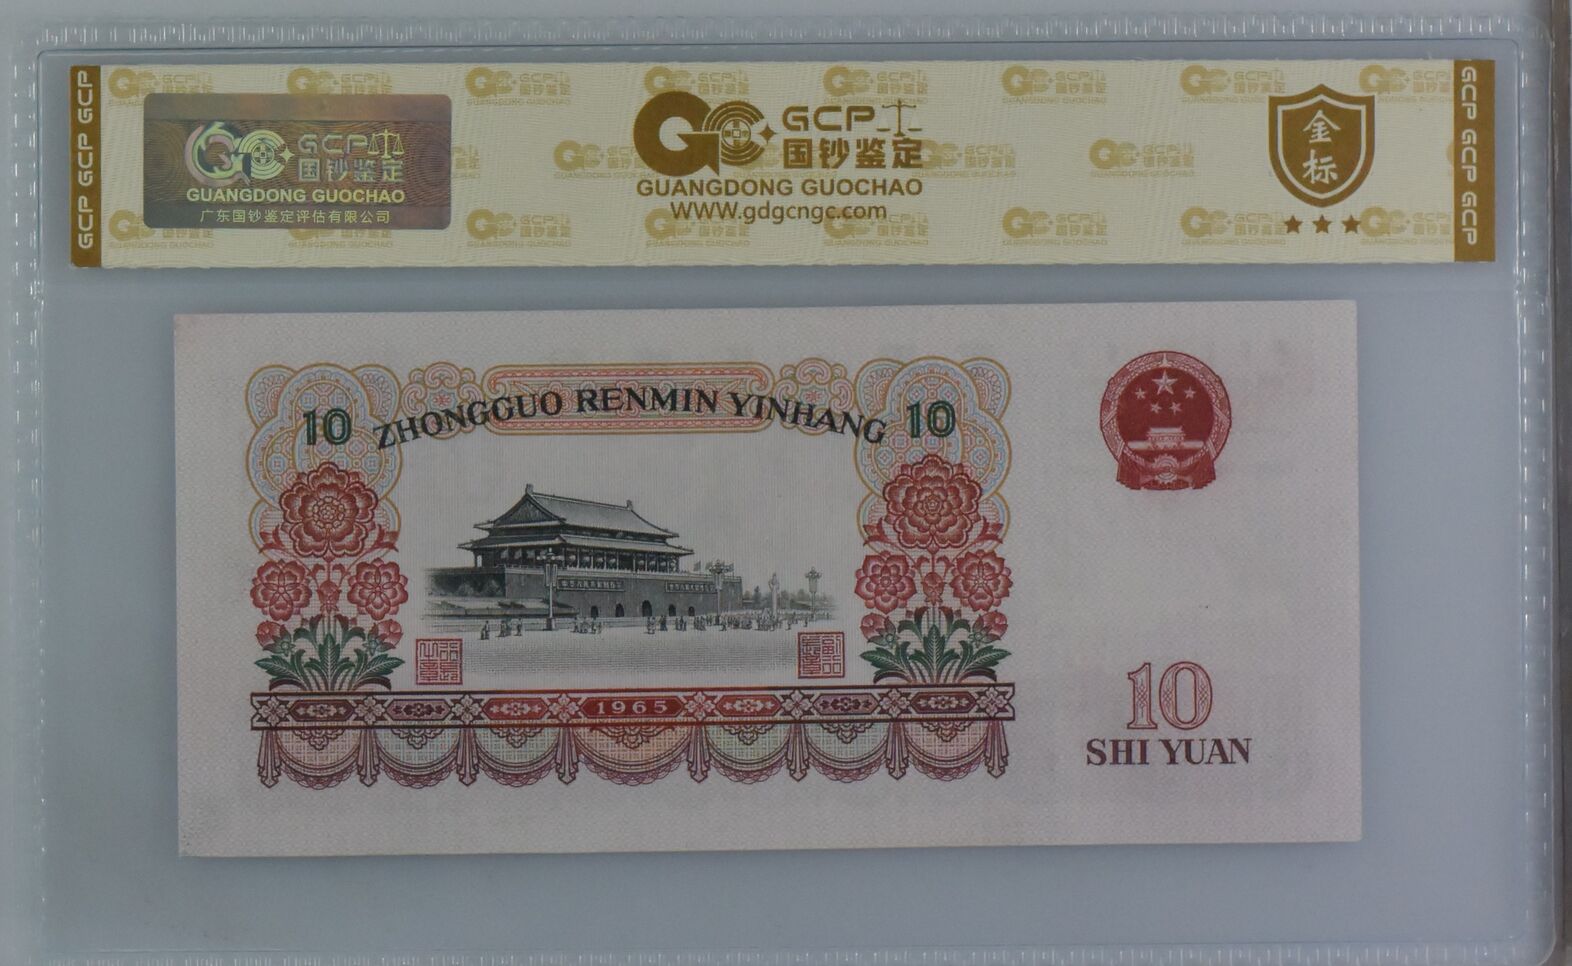 GCP GCP GCP
GCP 国钞鉴定
GUANGDONG GUOCHAO
广东国钞鉴定评估有限公司
GCP
国钞鉴定
GUANGDONG GUOCHAO
WWW.gdgcngc.com
金标
GCP GCP GCP
10
ZHONGGUO RENMIN YINHANG
10
1965
10
SHI YUAN